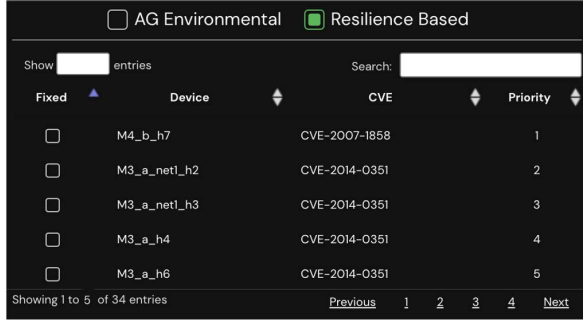 AG Environmental Resilience Based
Show entries Search:
Fixed Device CVE Priority
M4_b_h7 CVE-2007-1858 1
M3_a_net1_h2 CVE-2014-0351 2
M3_a_net1_h3 CVE-2014-0351 3
M3_a_h4 CVE-2014-0351 4
M3_a_h6 CVE-2014-0351 5
Showing 1 to 5 of 34 entries Previous 1 2 3 4 Next